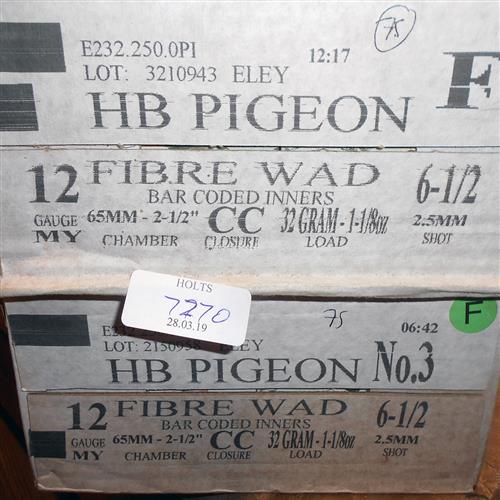 75
E232.250.0PI 12:17
LOT: 3210943 ELEY F
HB PIGEON
12 FIBRE WAD 6-1/2
BAR CODED INNERS
GAUGE 65MM - 2-1/2" CC 32 GRAM - 1-1/8oz 2.5MM
MY CHAMBER CLOSURE LOAD SHOT
HOLTS
7270
28.03.19
75 06:42 F
E232
LOT: 2150958 ELEY
HB PIGEON No.3
12 FIBRE WAD 6-1/2
BAR CODED INNERS
GAUGE 65MM - 2-1/2" CC 32 GRAM - 1-1/8oz 2.5MM
MY CHAMBER CLOSURE LOAD SHOT